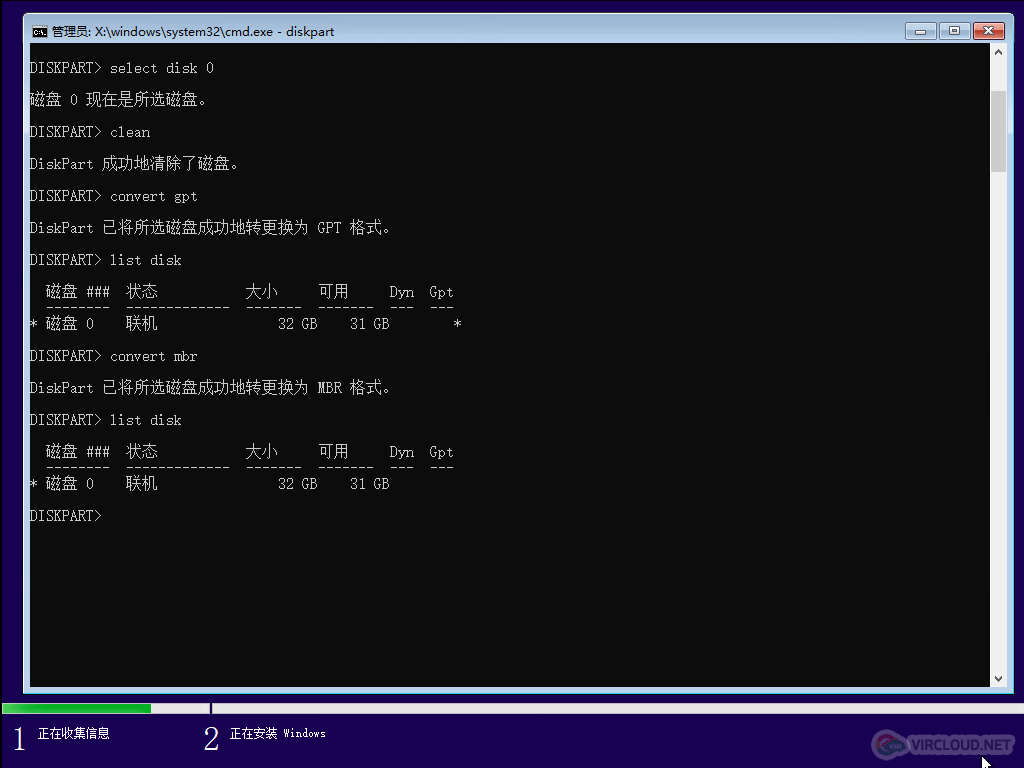 管理员: X:\windows\system32\cmd.exe - diskpart
DISKPART> select disk 0
磁盘 0 现在是所选磁盘。
DISKPART> clean
DiskPart 成功地清除了磁盘。
DISKPART> convert gpt
DiskPart 已将所选磁盘成功地转更换为 GPT 格式。
DISKPART> list disk
磁盘 ### 状态 大小 可用 Dyn Gpt
-------- ------------- ------- ------- --- ---
* 磁盘 0 联机 32 GB 31 GB *
DISKPART> convert mbr
DiskPart 已将所选磁盘成功地转更换为 MBR 格式。
DISKPART> list disk
磁盘 ### 状态 大小 可用 Dyn Gpt
-------- ------------- ------- ------- --- ---
* 磁盘 0 联机 32 GB 31 GB
DISKPART>
1 正在收集信息 2 正在安装 Windows
VIRCLOUD.NET